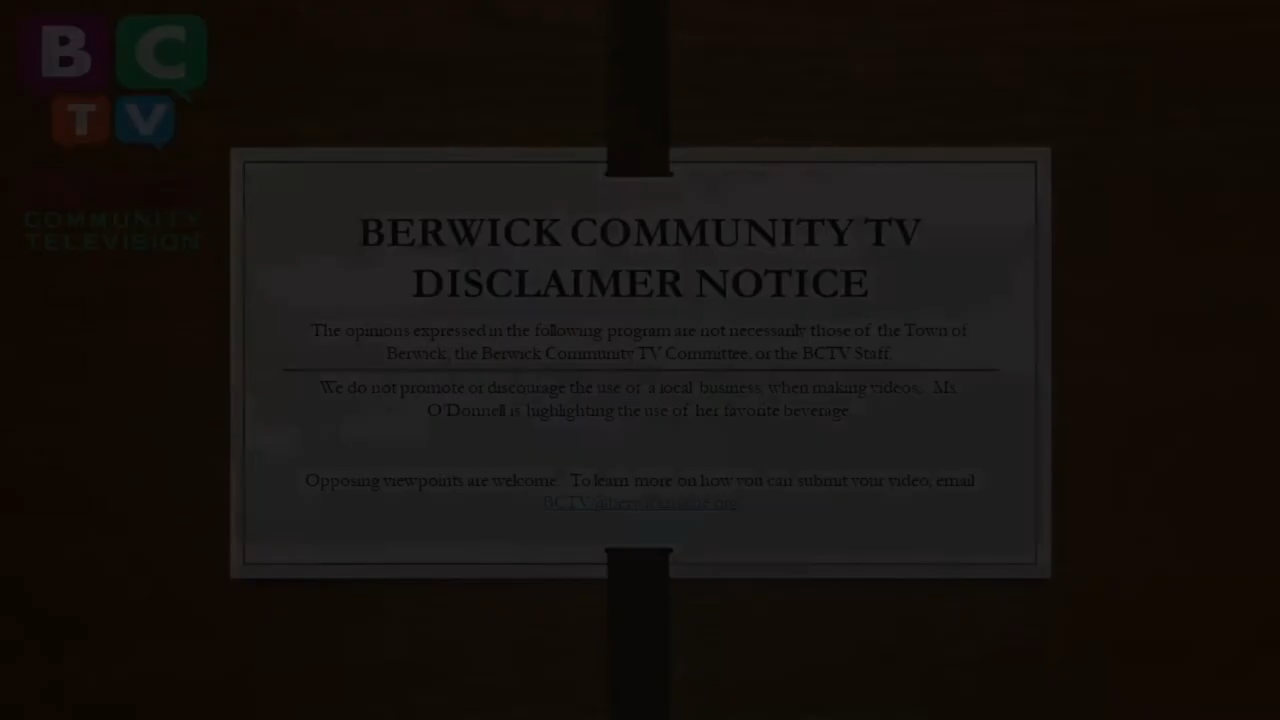 B C
T V
COMMUNITY
TELEVISION
BERWICK COMMUNITY TV
DISCLAIMER NOTICE
The opinions expressed in the following program are not necessarily those of the Town of
Berwick, the Berwick Community TV Committee, or the BCTV Staff.
We do not promote or discourage the use of a local business, when making videos. Ms.
O'Donnell is highlighting the use of her favorite beverage.
Opposing viewpoints are welcome. To learn more on how you can submit your video, email